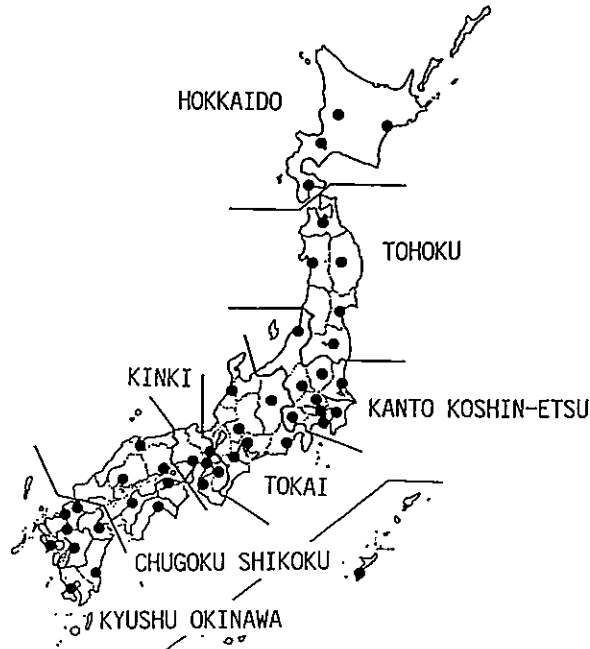 HOKKAIDO
TOHOKU
KINKI
KANTO KOSHIN-ETSU
TOKAI
CHUGOKU SHIKOKU
KYUSHU OKINAWA